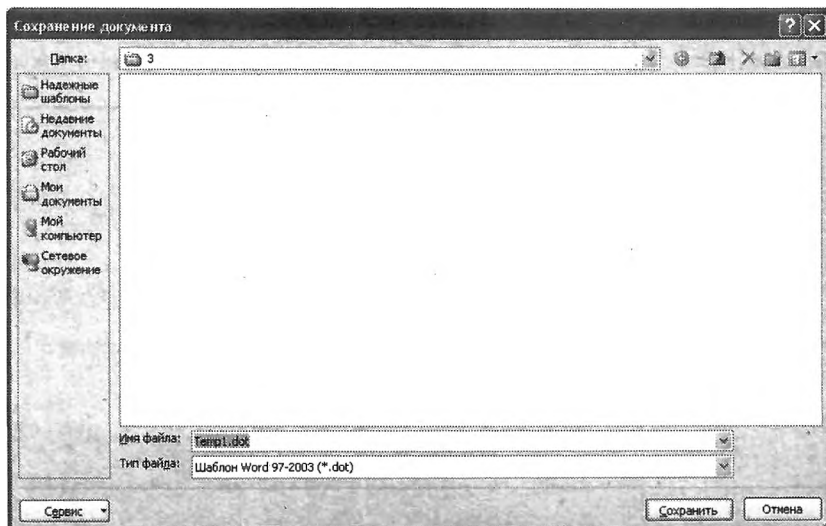 Сохранение документа
Папка:
3
Надежные
шаблоны
Недавние
документы
Рабочий
стол
Мои
документы
Мой
компьютер
Сетевое
окружение
Имя файла:
Temp1.dot
Тип файла:
Шаблон Word 97-2003 (*.dot)
Сервис
Сохранить
Отмена